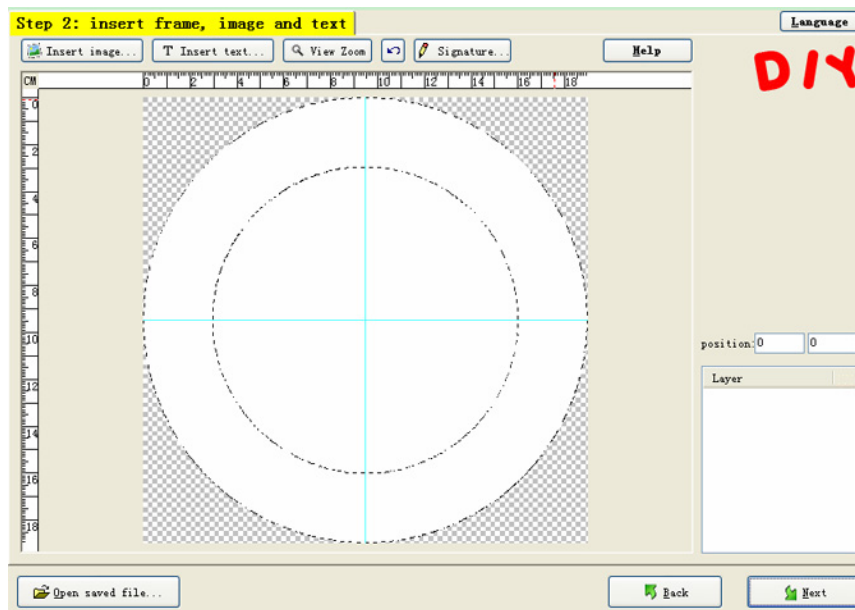 Step 2: insert frame, image and text
Language
Insert image...
T Insert text...
View Zoom
Signature...
Help
DIY
CM
0 2 4 6 8 10 12 14 16 18
0
2
4
6
8
10
12
14
16
18
position: 0 0
Layer
Open saved file...
Back
Next